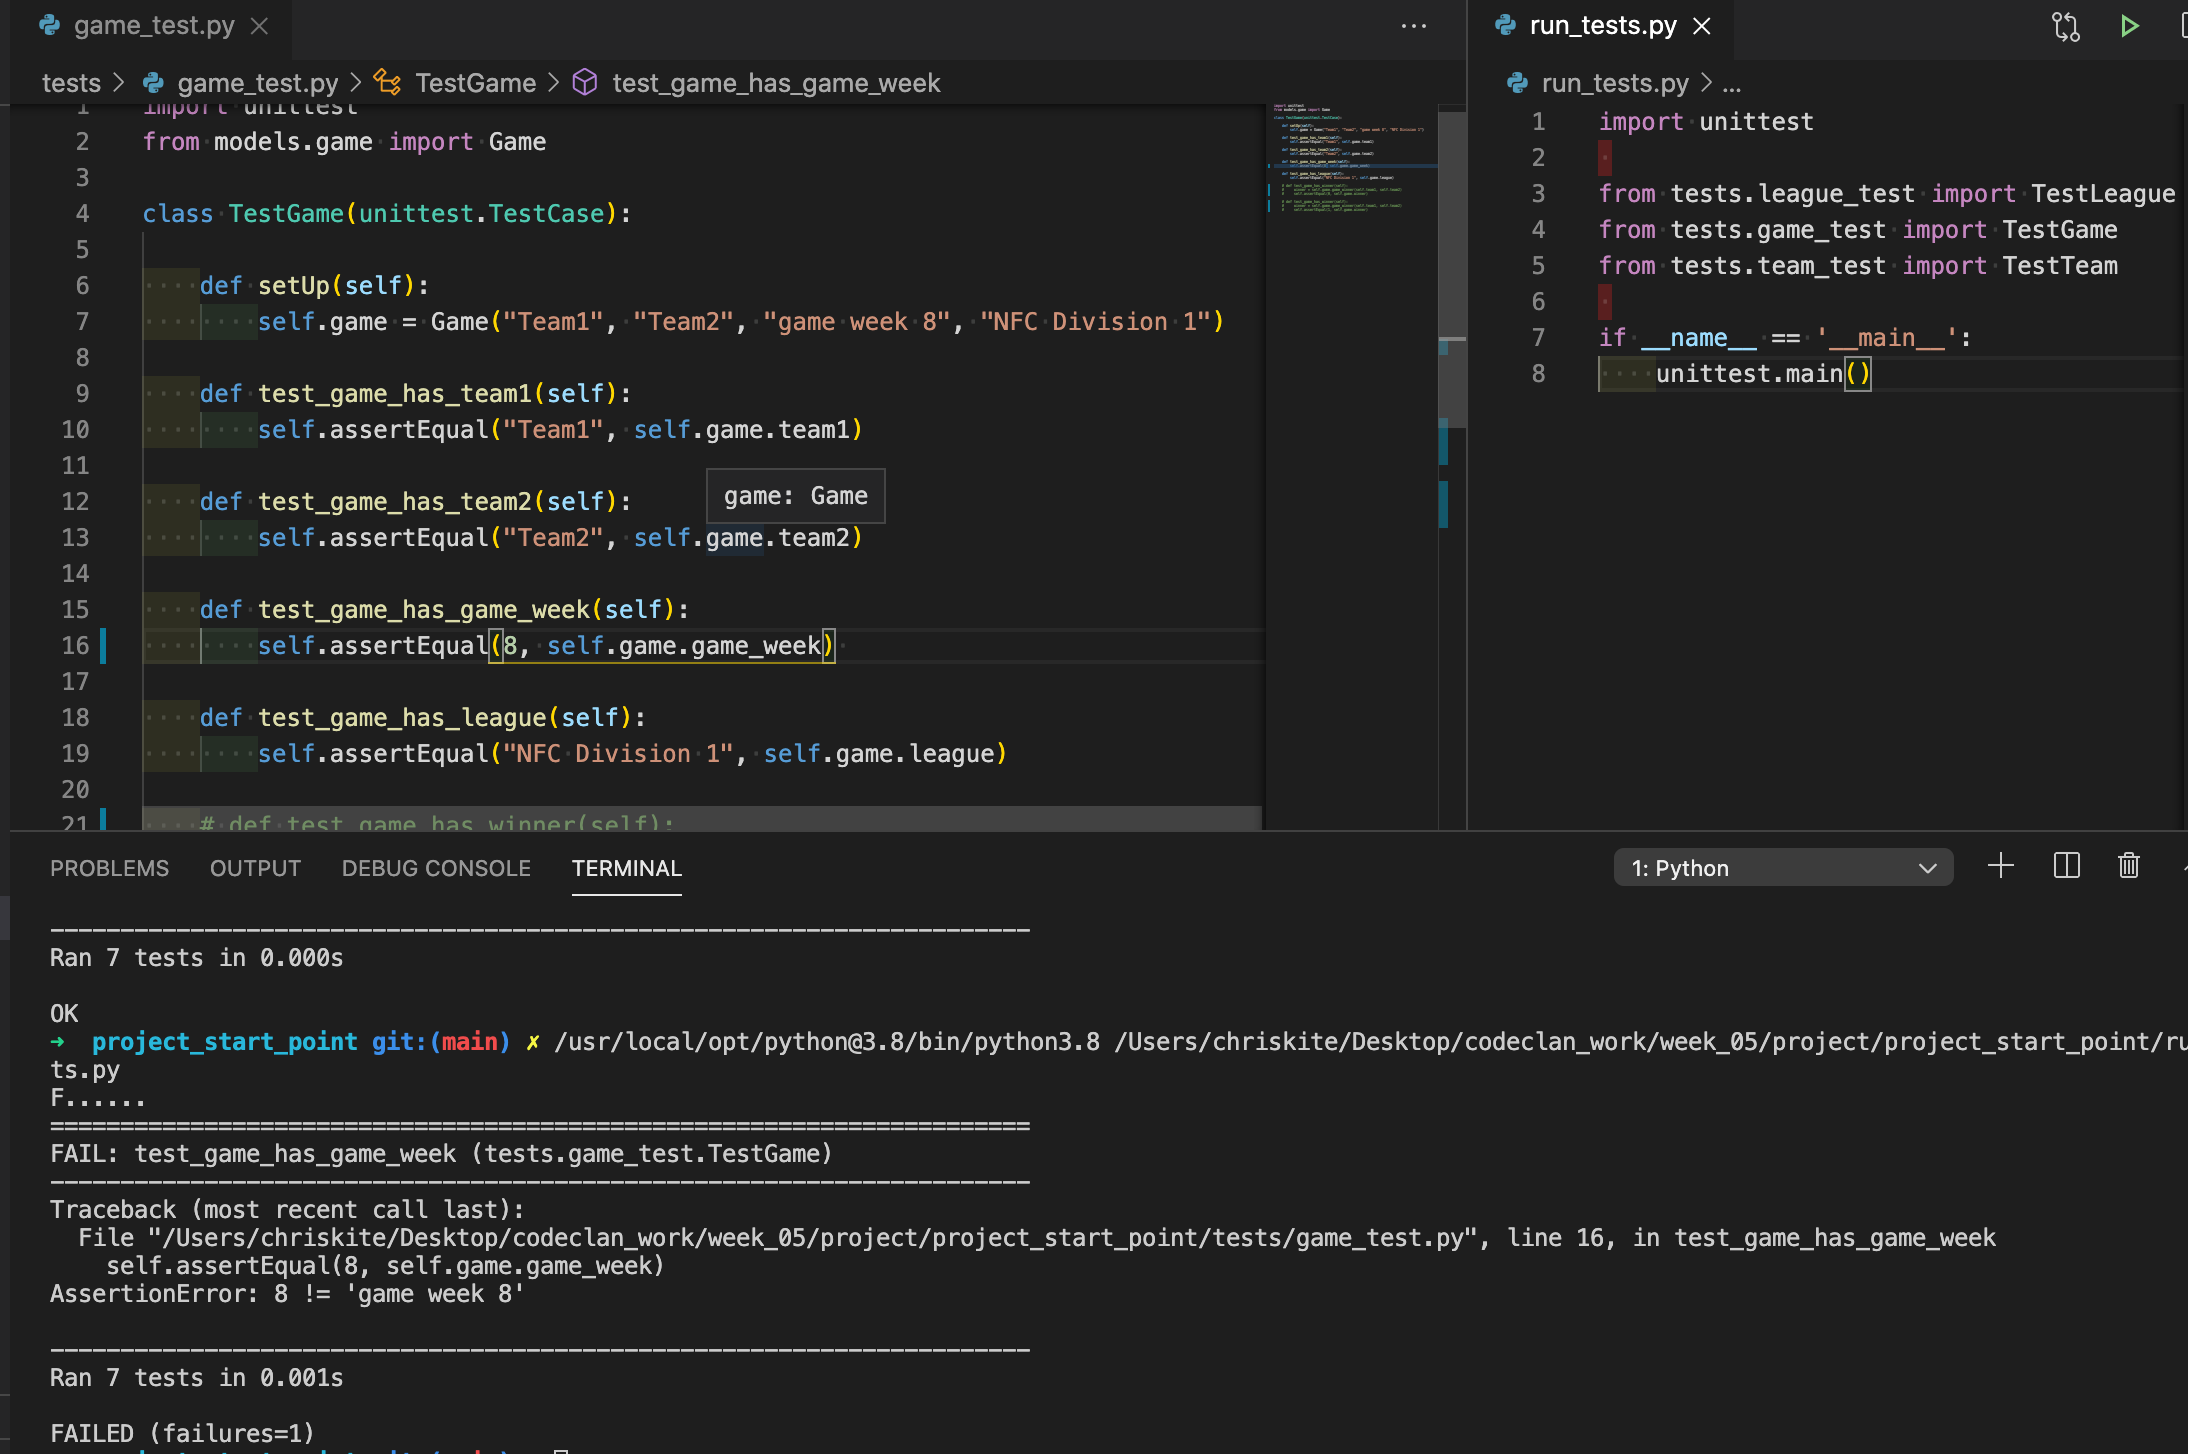 game_test.py
tests > game_test.py > TestGame > test_game_has_game_week
1 import unittest
2 from models.game import Game
3
4 class TestGame(unittest.TestCase):
5
6 def setUp(self):
7 self.game = Game("Team1", "Team2", "game week 8", "NFC Division 1")
8
9 def test_game_has_team1(self):
10 self.assertEqual("Team1", self.game.team1)
11
12 def test_game_has_team2(self):
game: Game
13 self.assertEqual("Team2", self.game.team2)
14
15 def test_game_has_game_week(self):
16 self.assertEqual(8, self.game.game_week)
17
18 def test_game_has_league(self):
19 self.assertEqual("NFC Division 1", self.game.league)
20
21 # def test_game_has_winner(self):
run_tests.py
run_tests.py > ...
1 import unittest
2
3 from tests.league_test import TestLeague
4 from tests.game_test import TestGame
5 from tests.team_test import TestTeam
6
7 if __name__ == '__main__':
8 unittest.main()
PROBLEMS OUTPUT DEBUG CONSOLE TERMINAL
1: Python
----------------------------------------------------------------------
Ran 7 tests in 0.000s
OK
➜ project_start_point git:(main) ✗ /usr/local/opt/python@3.8/bin/python3.8 /Users/chriskite/Desktop/codeclan_work/week_05/project/project_start_point/ru
ts.py
F......
======================================================================
FAIL: test_game_has_game_week (tests.game_test.TestGame)
----------------------------------------------------------------------
Traceback (most recent call last):
File "/Users/chriskite/Desktop/codeclan_work/week_05/project/project_start_point/tests/game_test.py", line 16, in test_game_has_game_week
self.assertEqual(8, self.game.game_week)
AssertionError: 8 != 'game week 8'
----------------------------------------------------------------------
Ran 7 tests in 0.001s
FAILED (failures=1)